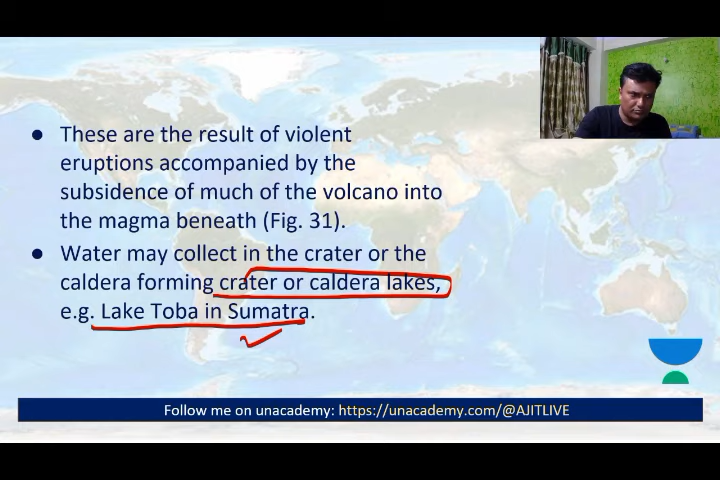 ● These are the result of violent
eruptions accompanied by the
subsidence of much of the volcano into
the magma beneath (Fig. 31).
● Water may collect in the crater or the
caldera forming crater or caldera lakes,
e.g. Lake Toba in Sumatra.
Follow me on unacademy: https://unacademy.com/@AJITLIVE